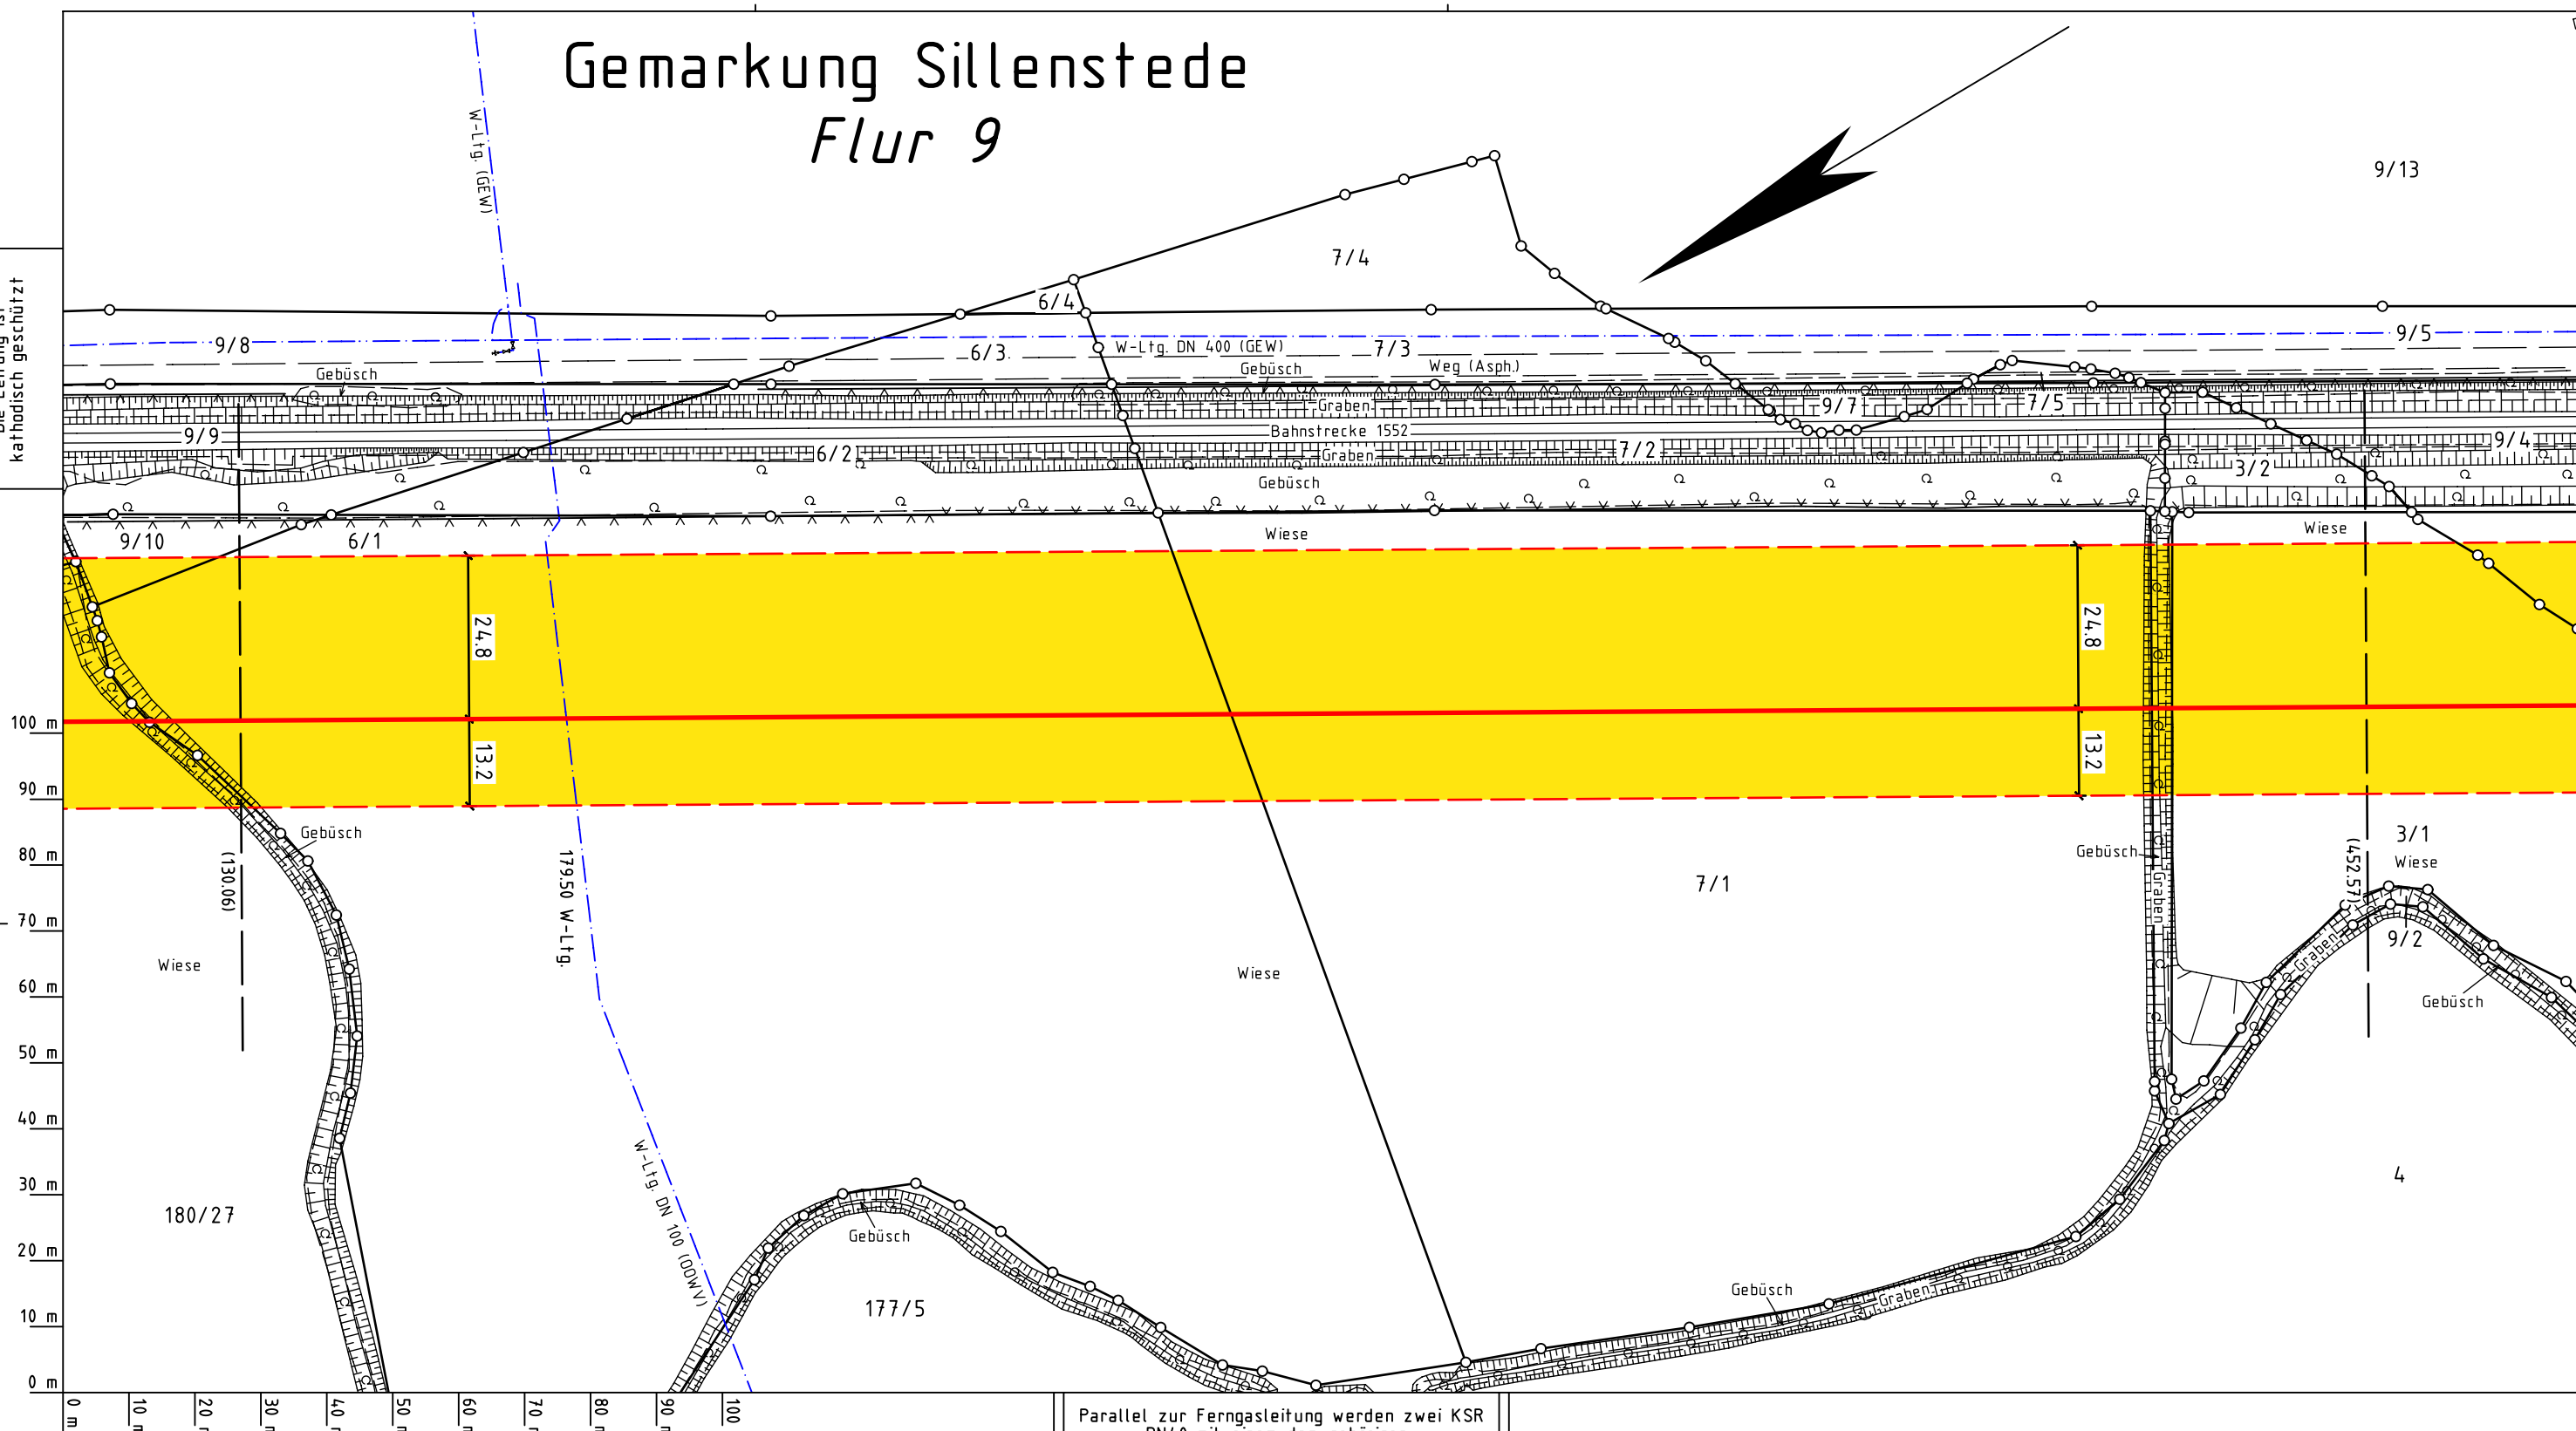 Gemarkung Sillenstede
Flur 9
W-Ltg. (GEW)
9/13
7/4
kathodisch geschützt
6/4
9/8
6/3
W-Ltg. DN 400 (GEW)
7/3
9/5
Gebüsch
Gebüsch
Weg (Asph.)
Graben
9/7
7/5
9/9
Bahnstrecke 1552
6/2
Graben
7/2
9/4
3/2
Gebüsch
9/10
6/1
Wiese
Wiese
24.8
24.8
13.2
13.2
100 m
90 m
80 m
70 m
60 m
50 m
40 m
30 m
20 m
10 m
0 m
Gebüsch
(130.06)
179.50 W-Ltg.
7/1
Gebüsch
Graben
(452.57)
3/1
Wiese
9/2
Graben
Gebüsch
Wiese
Wiese
W-Ltg. DN 100 (OOWV)
180/27
4
Gebüsch
177/5
Gebüsch
Graben
0 m
10 m
20
30 m
40
50 m
60 m
70
80
90 m
100
Parallel zur Ferngasleitung werden zwei KSR